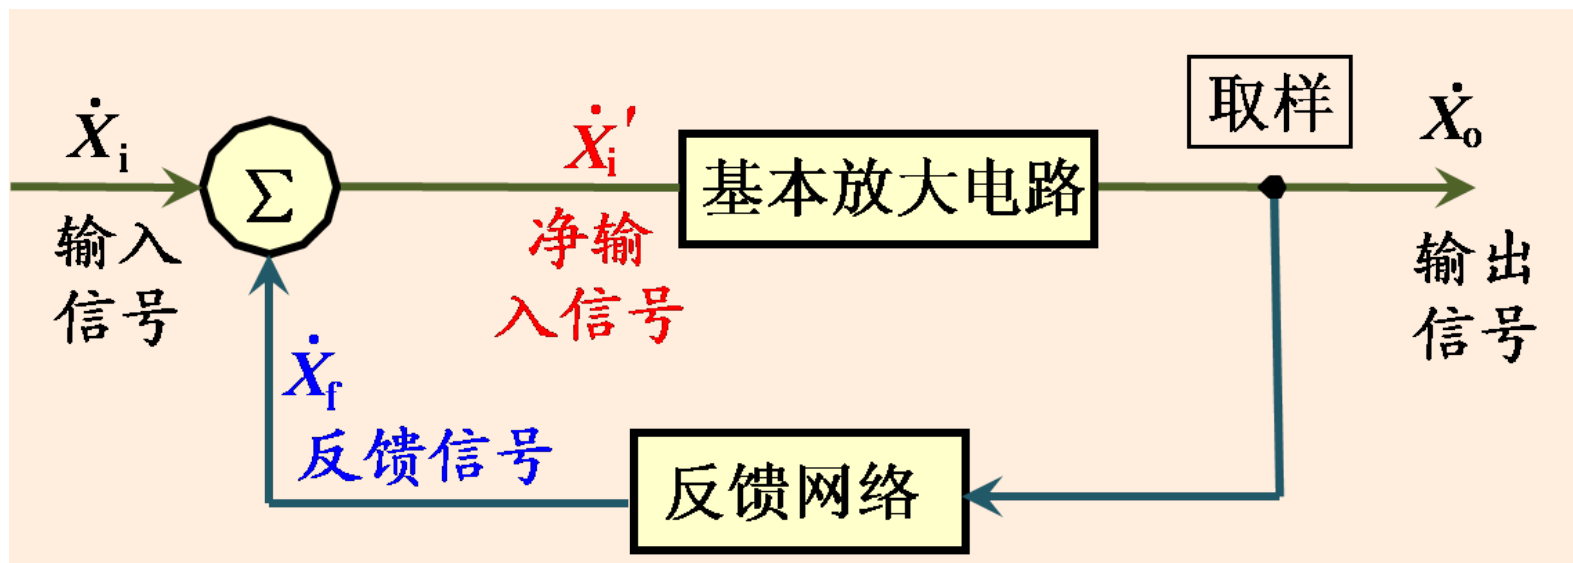 取样
Ẋi
Ẋi′
Ẋo
Σ
基本放大电路
输入
信号
净输
入信号
输出
信号
Ẋf
反馈信号
反馈网络